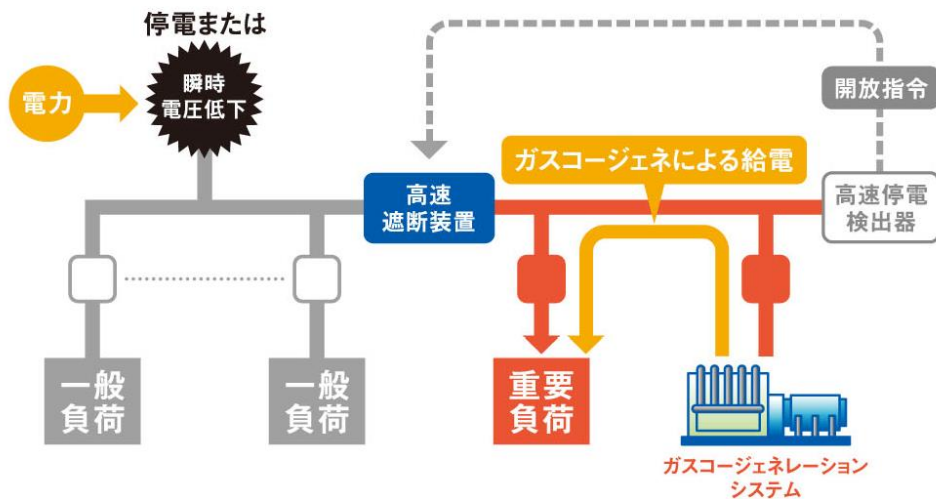 停電または
瞬時
電圧低下
電力
開放指令
ガスコージェネによる給電
高速
遮断装置
高速停電
検出器
一般
負荷
一般
負荷
重要
負荷
ガスコージェネレーション
システム